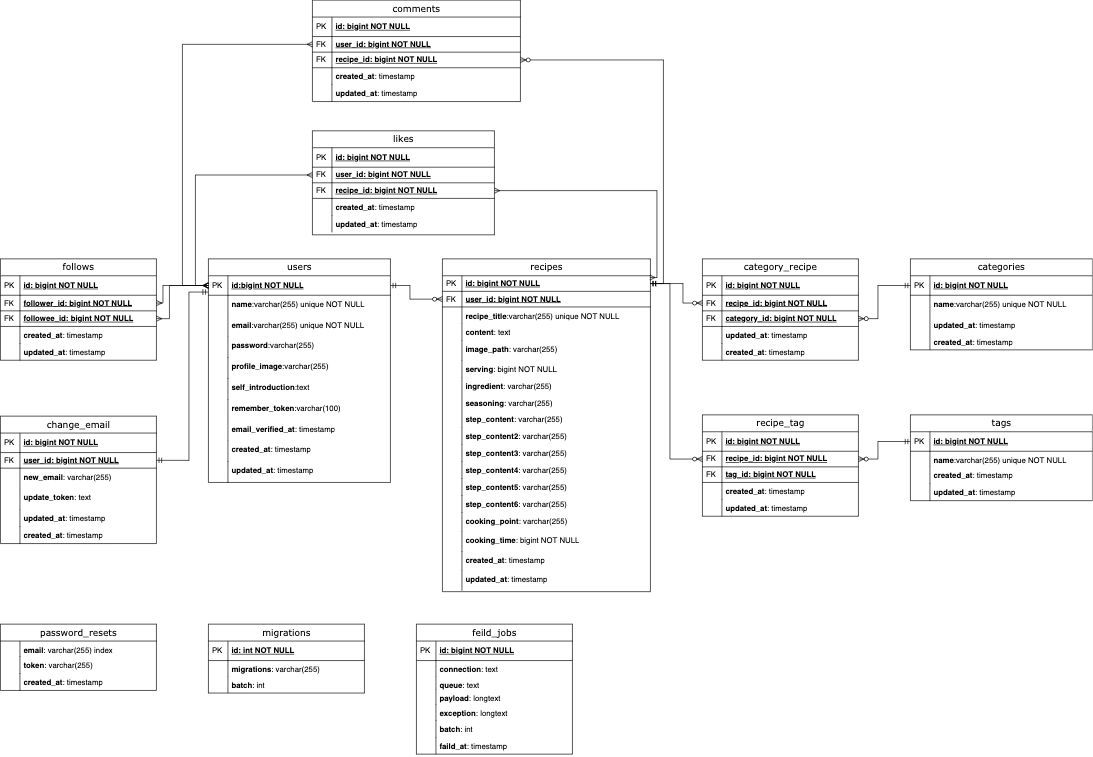 comments
PK id: bigint NOT NULL
FK user_id: bigint NOT NULL
FK recipe_id: bigint NOT NULL
created_at: timestamp
updated_at: timestamp
likes
PK id: bigint NOT NULL
FK user_id: bigint NOT NULL
FK recipe_id: bigint NOT NULL
created_at: timestamp
updated_at: timestamp
follows
PK id: bigint NOT NULL
FK follower_id: bigint NOT NULL
FK followee_id: bigint NOT NULL
created_at: timestamp
updated_at: timestamp
users
PK id:bigint NOT NULL
name:varchar(255) unique NOT NULL
email:varchar(255) unique NOT NULL
password:varchar(255)
profile_image:varchar(255)
self_introduction:text
remember_token:varchar(100)
email_verified_at: timestamp
created_at: timestamp
updated_at: timestamp
recipes
PK id: bigint NOT NULL
FK user_id: bigint NOT NULL
recipe_title:varchar(255) unique NOT NULL
content: text
image_path: varchar(255)
serving: bigint NOT NULL
ingredient: varchar(255)
seasoning: varchar(255)
step_content: varchar(255)
step_content2: varchar(255)
step_content3: varchar(255)
step_content4: varchar(255)
step_content5: varchar(255)
step_content6: varchar(255)
cooking_point: varchar(255)
cooking_time: bigint NOT NULL
created_at: timestamp
updated_at: timestamp
category_recipe
PK id: bigint NOT NULL
FK recipe_id: bigint NOT NULL
FK category_id: bigint NOT NULL
updated_at: timestamp
created_at: timestamp
categories
PK id: bigint NOT NULL
name:varchar(255) unique NOT NULL
updated_at: timestamp
created_at: timestamp
change_email
PK id: bigint NOT NULL
FK user_id: bigint NOT NULL
new_email: varchar(255)
update_token: text
updated_at: timestamp
created_at: timestamp
recipe_tag
PK id: bigint NOT NULL
FK recipe_id: bigint NOT NULL
FK tag_id: bigint NOT NULL
created_at: timestamp
updated_at: timestamp
tags
PK id: bigint NOT NULL
name:varchar(255) unique NOT NULL
created_at: timestamp
updated_at: timestamp
password_resets
email: varchar(255) index
token: varchar(255)
created_at: timestamp
migrations
PK id: int NOT NULL
migrations: varchar(255)
batch: int
feild_jobs
PK id: bigint NOT NULL
connection: text
queue: text
payload: longtext
exception: longtext
batch: int
faild_at: timestamp